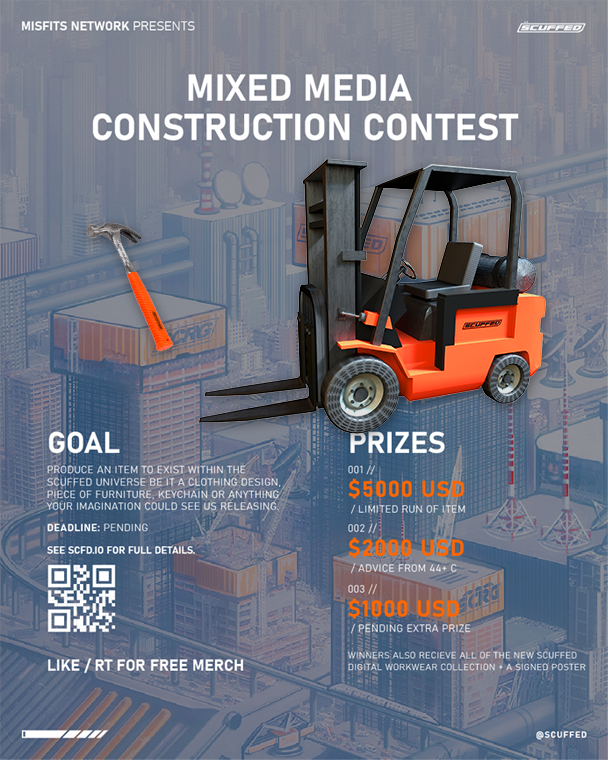 MISFITS NETWORK PRESENTS
SCUFFED
MIXED MEDIA
CONSTRUCTION CONTEST
SCUFFED
GOAL
PRODUCE AN ITEM TO EXIST WITHIN THE
SCUFFED UNIVERSE BE IT A CLOTHING DESIGN,
PIECE OF FURNITURE, KEYCHAIN OR ANYTHING
YOUR IMAGINATION COULD SEE US RELEASING.
DEADLINE: PENDING
SEE SCFD.IO FOR FULL DETAILS.
LIKE / RT FOR FREE MERCH
PRIZES
001 //
$5000 USD
/ LIMITED RUN OF ITEM
002 //
$2000 USD
/ ADVICE FROM 44+ C
003 //
$1000 USD
/ PENDING EXTRA PRIZE
WINNERS ALSO RECIEVE ALL OF THE NEW SCUFFED
DIGITAL WORKWEAR COLLECTION + A SIGNED POSTER
@SCUFFED